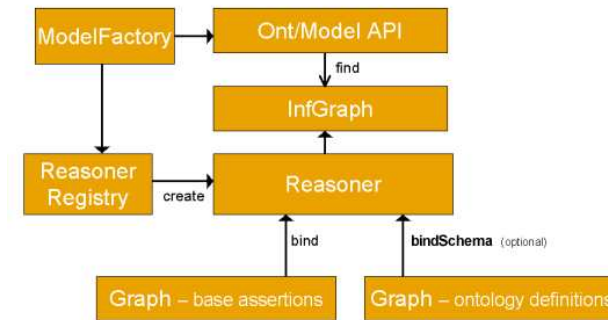 ModelFactory
Ont/Model API
find
InfGraph
Reasoner
Registry
create
Reasoner
bind
bindSchema (optional)
Graph – base assertions
Graph – ontology definitions